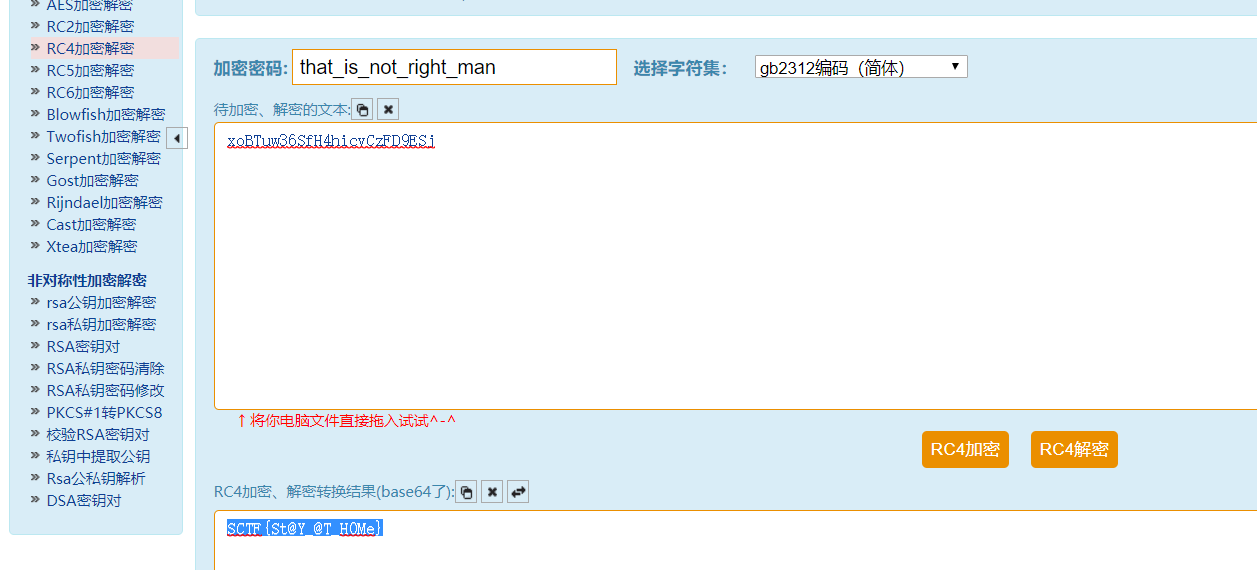 AES加密解密
RC2加密解密
RC4加密解密
RC5加密解密
RC6加密解密
Blowfish加密解密
Twofish加密解密
Serpent加密解密
Gost加密解密
Rijndael加密解密
Cast加密解密
Xtea加密解密
非对称性加密解密
rsa公钥加密解密
rsa私钥加密解密
RSA密钥对
RSA私钥密码清除
RSA私钥密码修改
PKCS#1转PKCS8
校验RSA密钥对
私钥中提取公钥
Rsa公私钥解析
DSA密钥对
加密密码: that_is_not_right_man 选择字符集： gb2312编码（简体）
待加密、解密的文本:
xoBTuw36SfH4hicvCzFD9ESj
↑将你电脑文件直接拖入试试^-^
RC4加密 RC4解密
RC4加密、解密转换结果(base64了):
SCTF{St@Y_@T_HOMe}